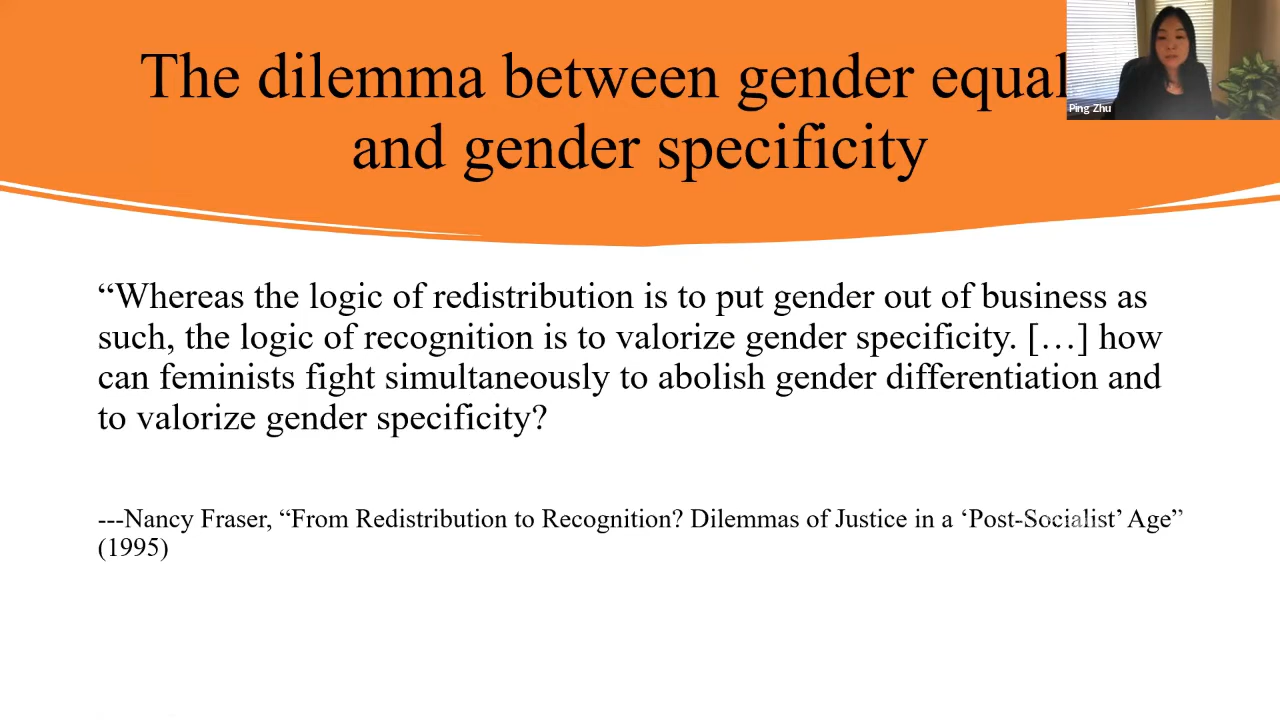 The dilemma between gender equal
and gender specificity
Ping Zhu
“Whereas the logic of redistribution is to put gender out of business as
such, the logic of recognition is to valorize gender specificity. […] how
can feminists fight simultaneously to abolish gender differentiation and
to valorize gender specificity?
---Nancy Fraser, “From Redistribution to Recognition? Dilemmas of Justice in a ‘Post-Socialist’ Age”
(1995)